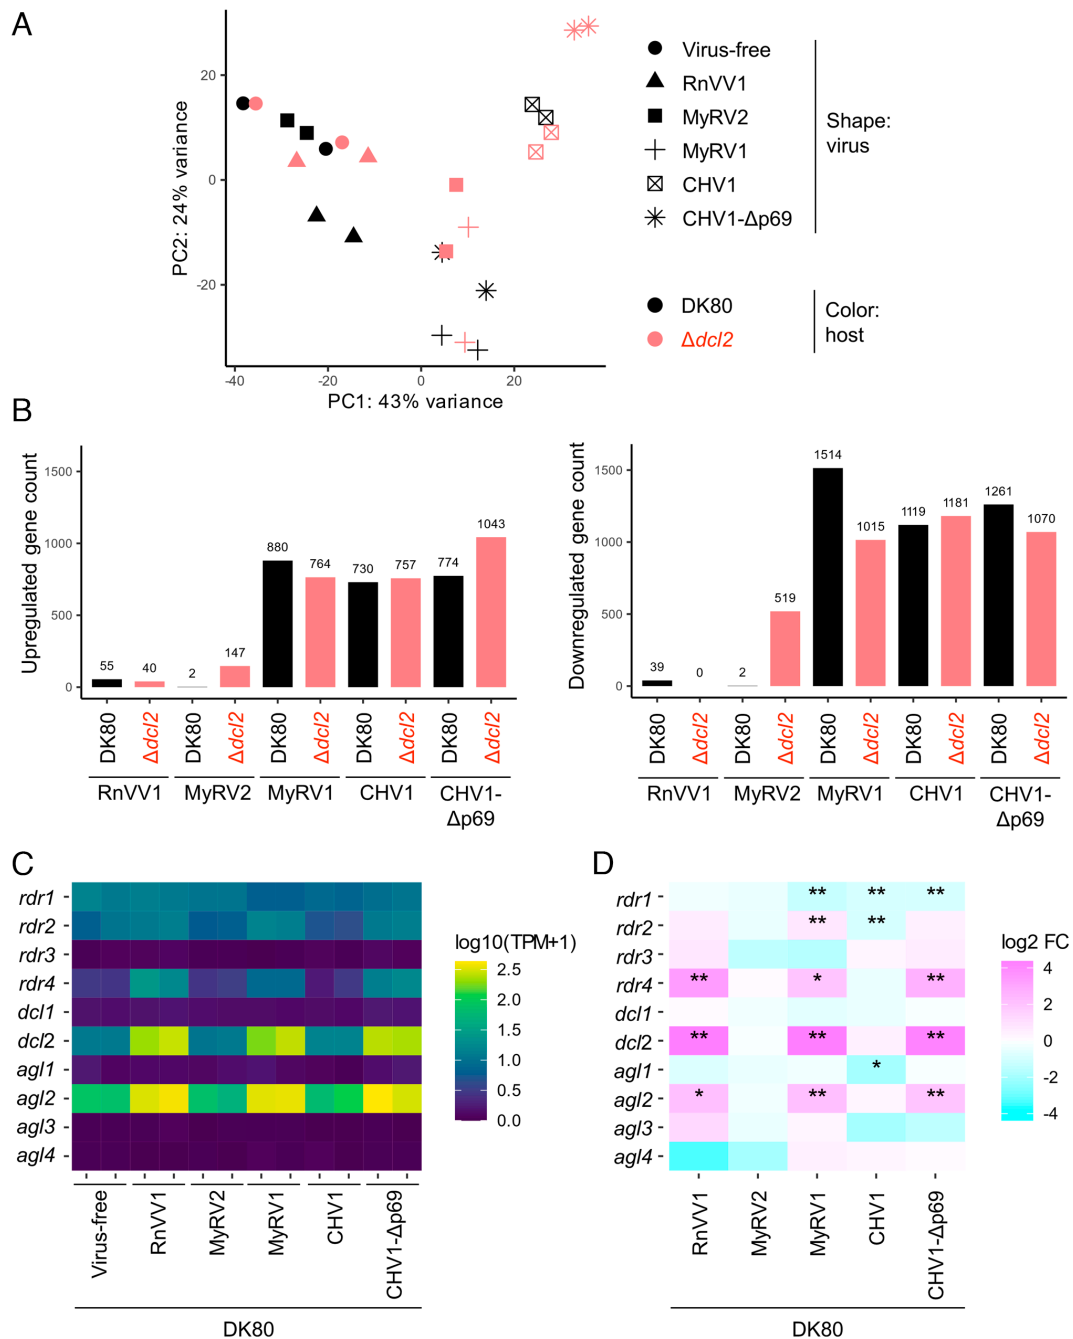 A
PC2: 24% variance
20
0
-20
-40
-20
0
20
PC1: 43% variance
Virus-free
RnVV1
MyRV2
MyRV1
CHV1
CHV1-Δp69
Shape:
virus
DK80
Δdcl2
Color:
host
B
Upregulated gene count
1500
1000
500
0
55
40
2
147
880
764
730
757
774
1043
DK80
Δdcl2
DK80
Δdcl2
DK80
Δdcl2
DK80
Δdcl2
DK80
Δdcl2
RnVV1
MyRV2
MyRV1
CHV1
CHV1-
Δp69
Downregulated gene count
1500
1000
500
0
39
0
2
519
1514
1015
1119
1181
1261
1070
DK80
Δdcl2
DK80
Δdcl2
DK80
Δdcl2
DK80
Δdcl2
DK80
Δdcl2
RnVV1
MyRV2
MyRV1
CHV1
CHV1-
Δp69
C
rdr1
rdr2
rdr3
rdr4
dcl1
dcl2
agl1
agl2
agl3
agl4
Virus-free
RnVV1
MyRV2
MyRV1
CHV1
CHV1-Δp69
DK80
log10(TPM+1)
2.5
2.0
1.5
1.0
0.5
0.0
D
rdr1 ** ** **
rdr2 ** **
rdr3
rdr4 ** * **
dcl1
dcl2 ** ** **
agl1 *
agl2 * ** **
agl3
agl4
RnVV1
MyRV2
MyRV1
CHV1
CHV1-Δp69
DK80
log2 FC
4
2
0
-2
-4